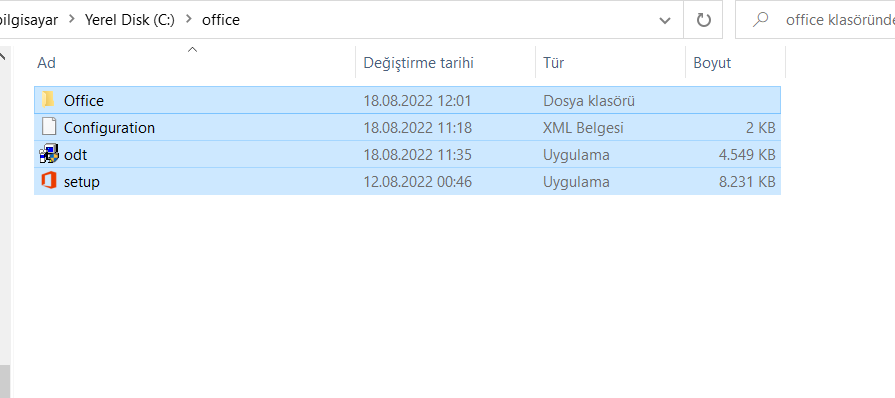 bilgisayar > Yerel Disk (C:) > office
office klasöründe
Ad Değiştirme tarihi Tür Boyut
Office 18.08.2022 12:01 Dosya klasörü
Configuration 18.08.2022 11:18 XML Belgesi 2 KB
odt 18.08.2022 11:35 Uygulama 4.549 KB
setup 12.08.2022 00:46 Uygulama 8.231 KB